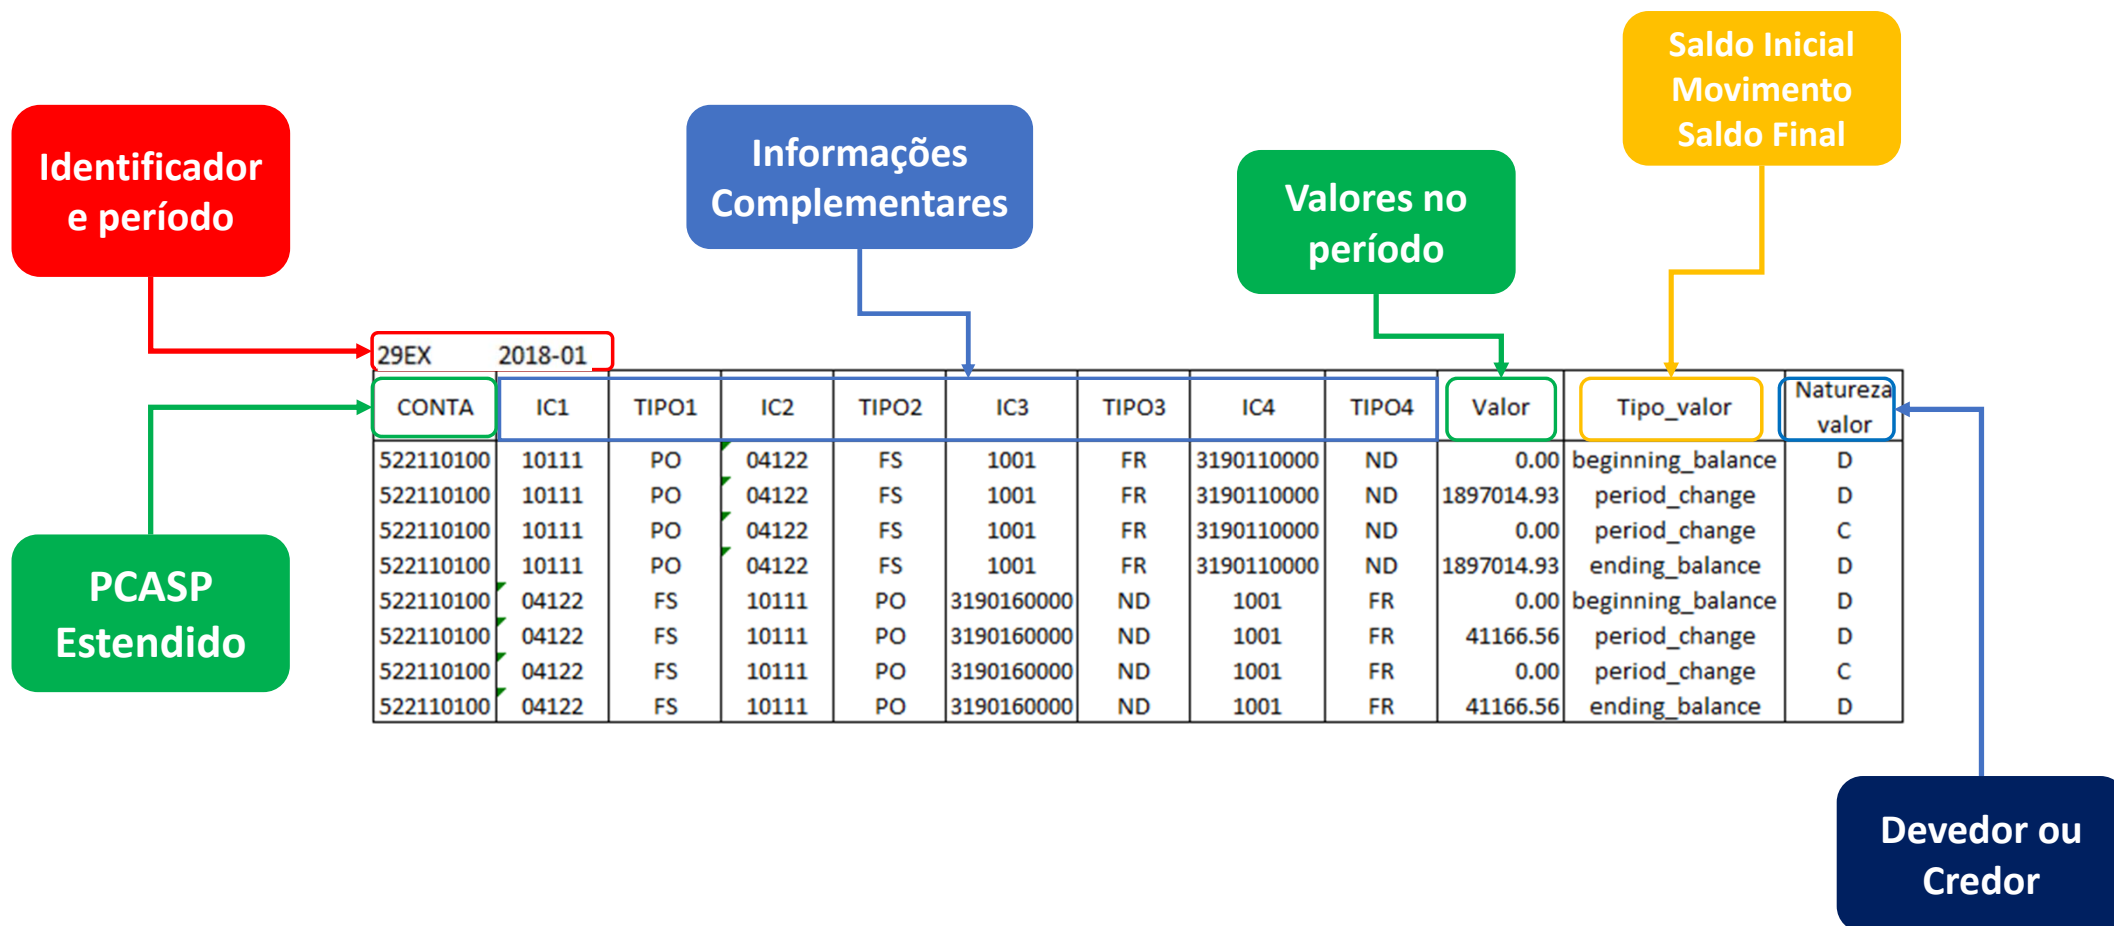 Saldo Inicial
Movimento
Saldo Final
Identificador
e período
Informações
Complementares
Valores no
período
29EX 2018-01
CONTA IC1 TIPO1 IC2 TIPO2 IC3 TIPO3 IC4 TIPO4 Valor Tipo_valor Natureza
valor
522110100 10111 PO 04122 FS 1001 FR 3190110000 ND 0.00 beginning_balance D
522110100 10111 PO 04122 FS 1001 FR 3190110000 ND 1897014.93 period_change D
522110100 10111 PO 04122 FS 1001 FR 3190110000 ND 0.00 period_change C
522110100 10111 PO 04122 FS 1001 FR 3190110000 ND 1897014.93 ending_balance D
522110100 04122 FS 10111 PO 3190160000 ND 1001 FR 0.00 beginning_balance D
522110100 04122 FS 10111 PO 3190160000 ND 1001 FR 41166.56 period_change D
522110100 04122 FS 10111 PO 3190160000 ND 1001 FR 0.00 period_change C
522110100 04122 FS 10111 PO 3190160000 ND 1001 FR 41166.56 ending_balance D
PCASP
Estendido
Devedor ou
Credor